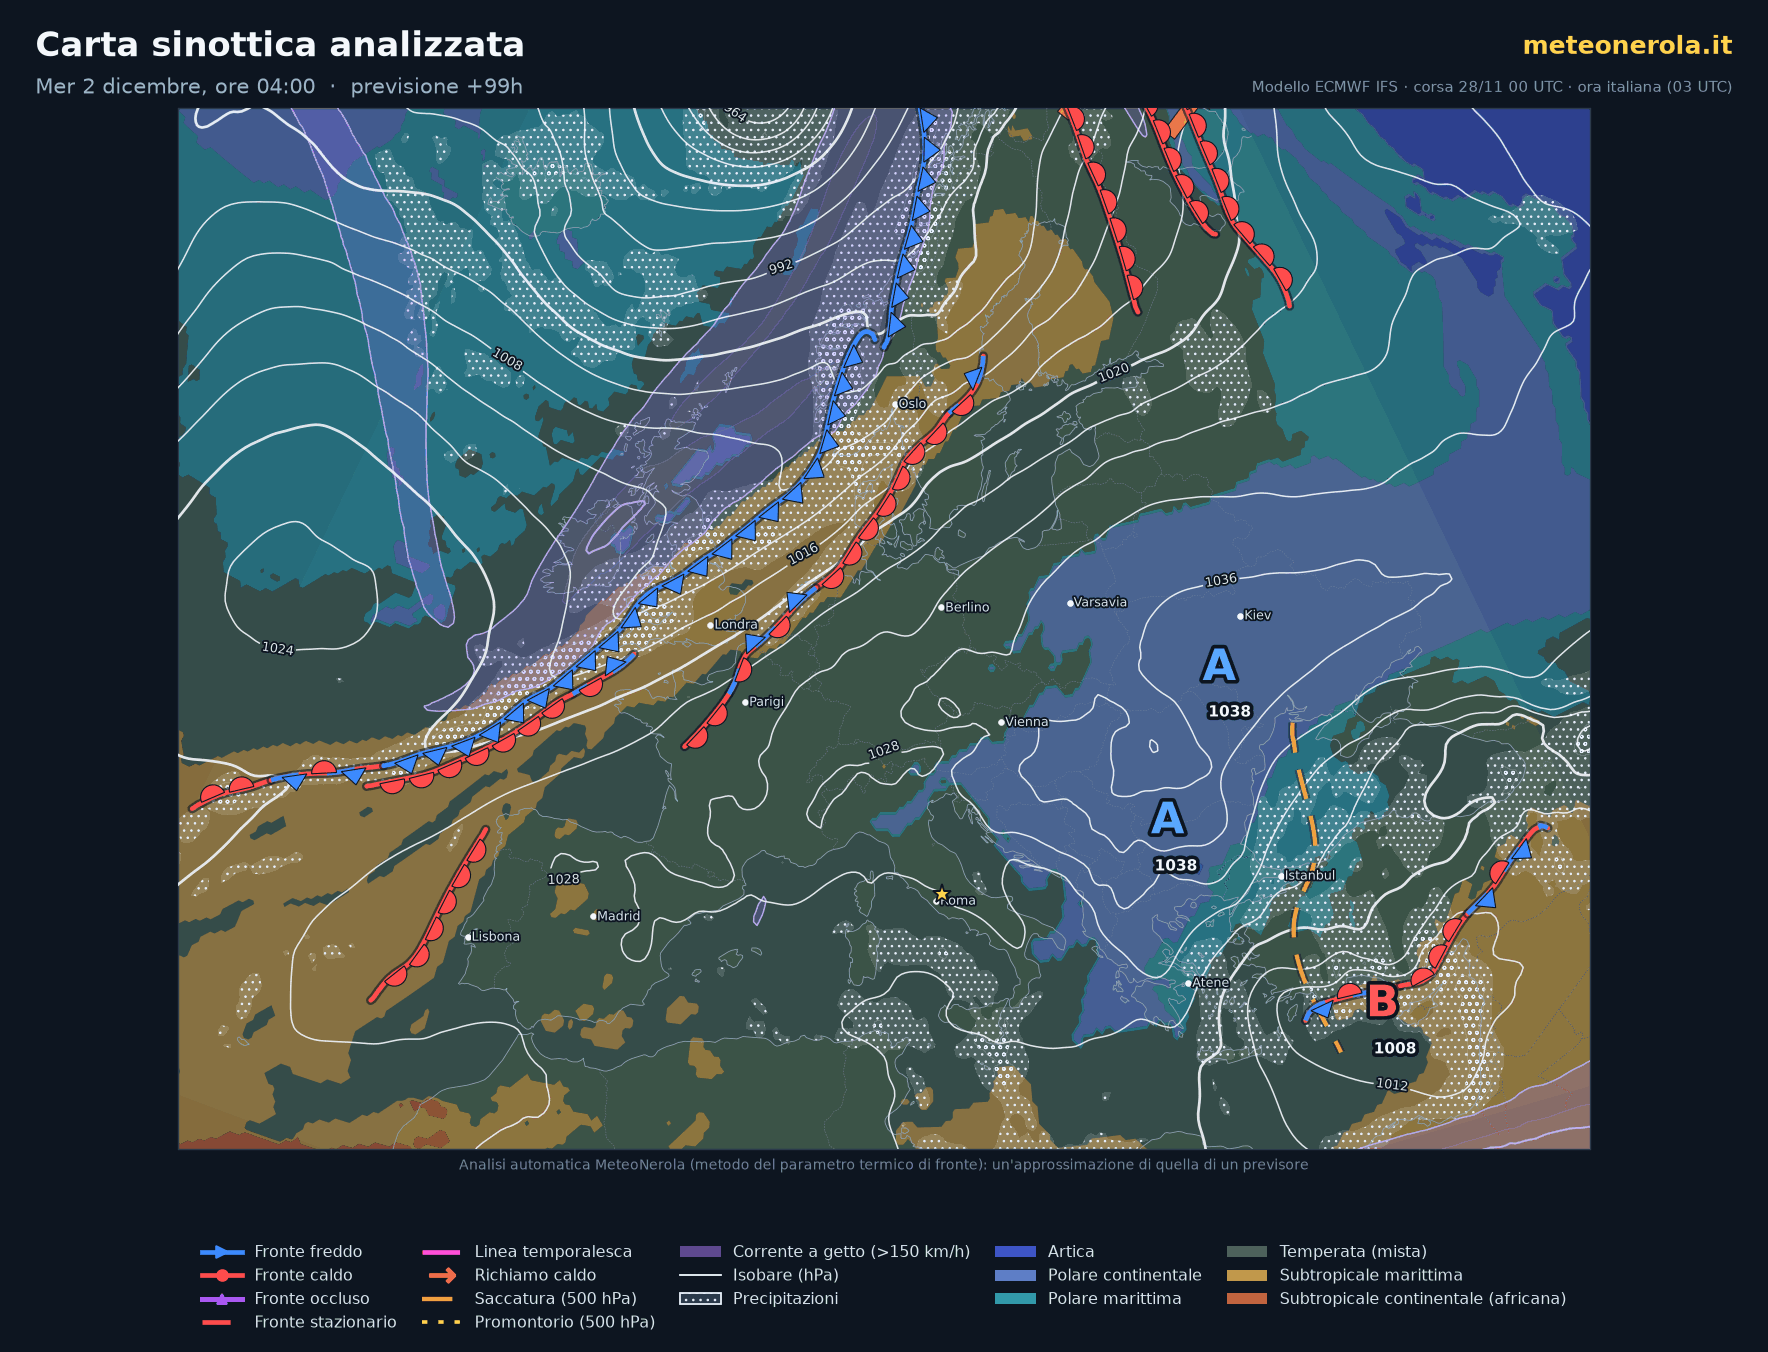 Carta sinottica analizzata
meteonerola.it
Mer 2 dicembre, ore 04:00 · previsione +99h
Modello ECMWF IFS · corsa 28/11 00 UTC · ora italiana (03 UTC)
964
992
1008
1020
Oslo
1016
1036
Berlino
Varsavia
Kiev
Londra
1024
A
1038
Parigi
Vienna
1028
A
1038
1028
Istanbul
Roma
Madrid
Lisbona
Atene
B
1008
1012
Analisi automatica MeteoNerola (metodo del parametro termico di fronte): un'approssimazione di quella di un previsore
Fronte freddo
Fronte caldo
Fronte occluso
Fronte stazionario
Linea temporalesca
Richiamo caldo
Saccatura (500 hPa)
Promontorio (500 hPa)
Corrente a getto (>150 km/h)
Isobare (hPa)
Precipitazioni
Artica
Polare continentale
Polare marittima
Temperata (mista)
Subtropicale marittima
Subtropicale continentale (africana)